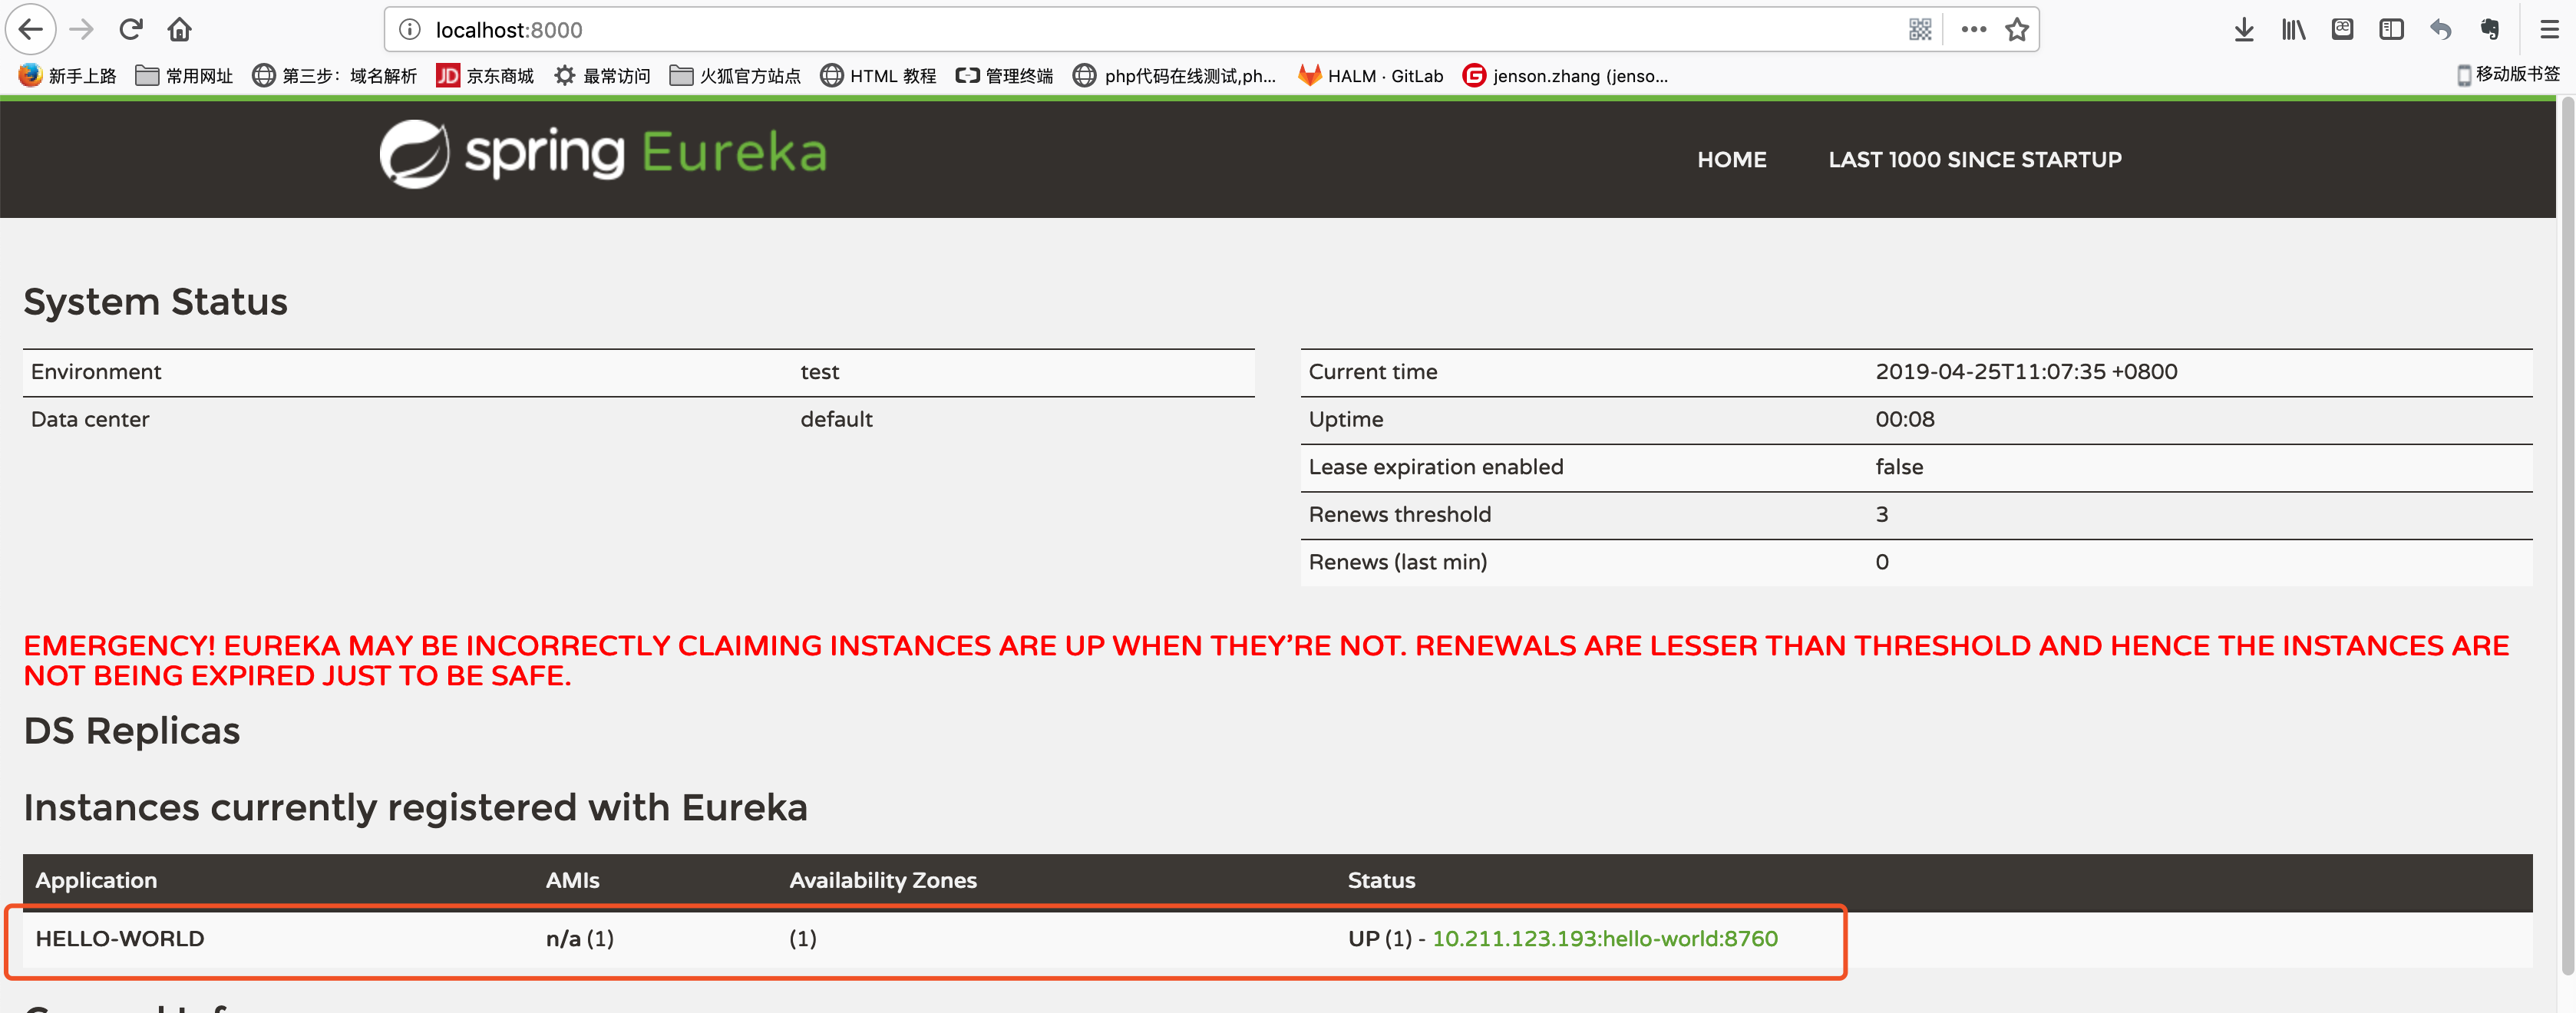 localhost:8000
新手上路 常用网址 第三步：域名解析 JD 京东商城 最常访问 火狐官方站点 HTML 教程 管理终端 php代码在线测试,ph... HALM · GitLab G jenson.zhang (jenso... 移动版书签
spring Eureka HOME LAST 1000 SINCE STARTUP
System Status
Environment test
Data center default
Current time 2019-04-25T11:07:35 +0800
Uptime 00:08
Lease expiration enabled false
Renews threshold 3
Renews (last min) 0
EMERGENCY! EUREKA MAY BE INCORRECTLY CLAIMING INSTANCES ARE UP WHEN THEY’RE NOT. RENEWALS ARE LESSER THAN THRESHOLD AND HENCE THE INSTANCES ARE
NOT BEING EXPIRED JUST TO BE SAFE.
DS Replicas
Instances currently registered with Eureka
Application AMIs Availability Zones Status
HELLO-WORLD n/a (1) (1) UP (1) - 10.211.123.193:hello-world:8760